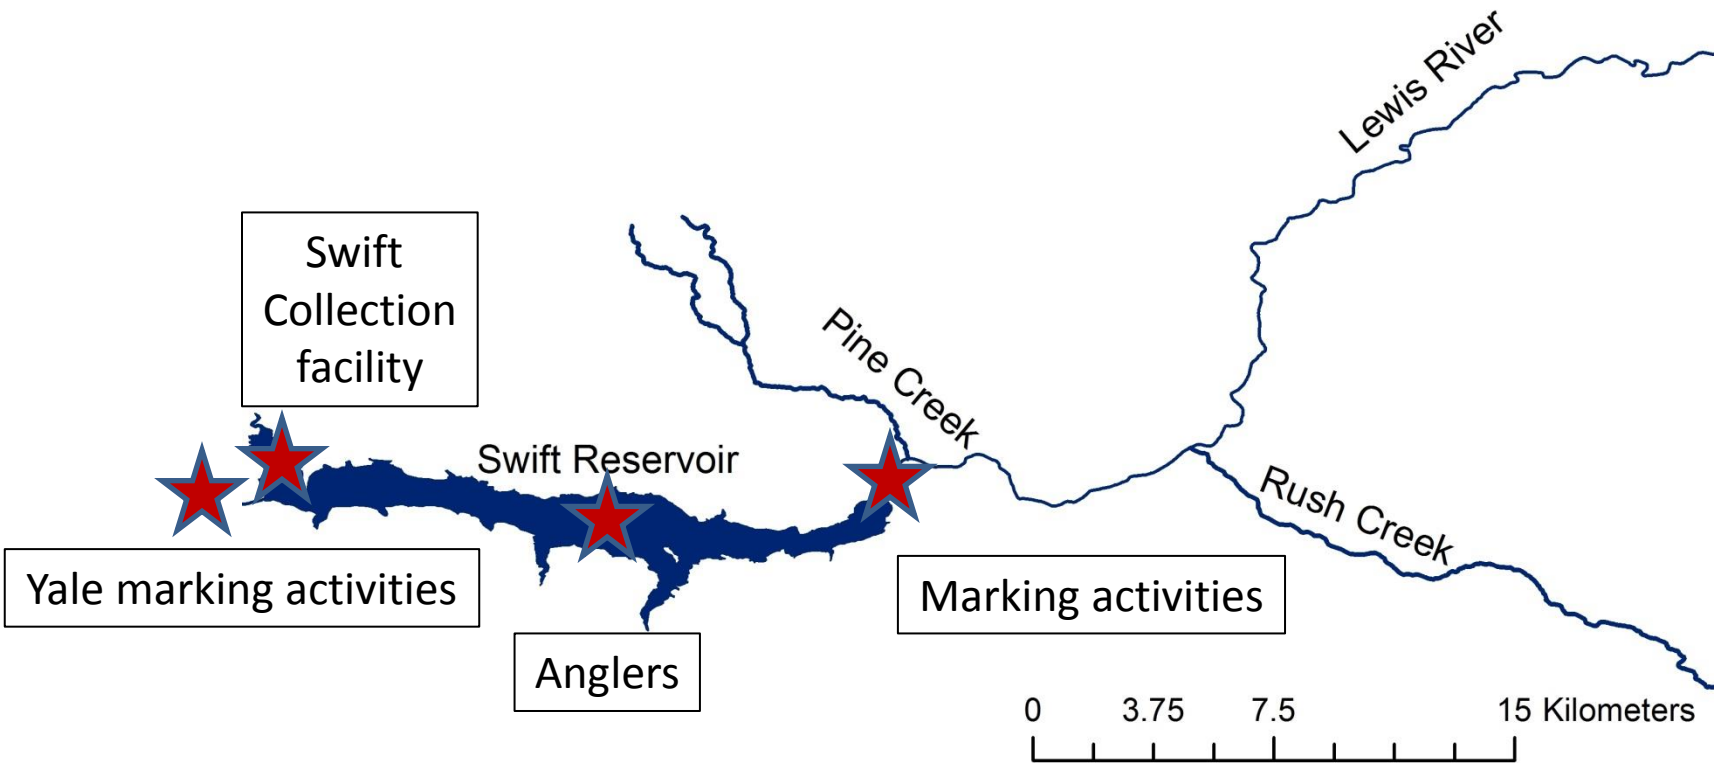 Lewis River
Swift
Collection
facility
Pine Creek
Swift Reservoir
Rush Creek
Yale marking activities
Marking activities
Anglers
0 3.75 7.5 15 Kilometers